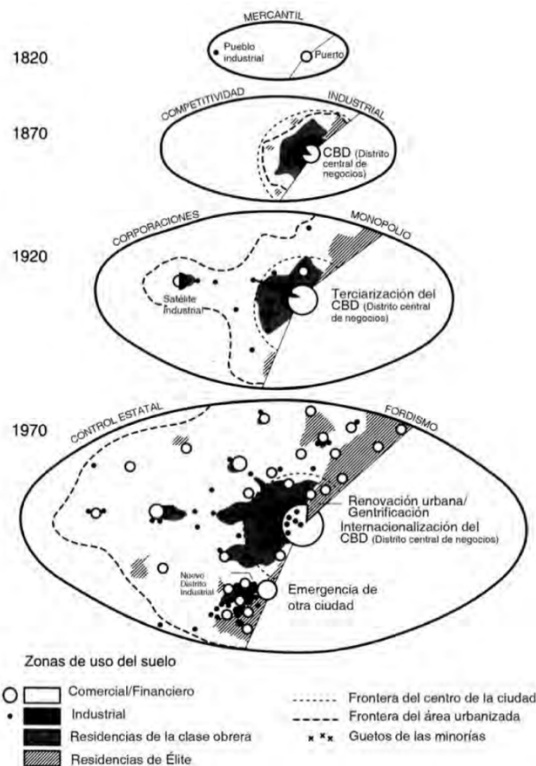 MERCANTIL
1820
Pueblo
industrial
Puerto
COMPETITIVIDAD
INDUSTRIAL
1870
CBD (Distrito
central de
negocios)
CORPORACIONES
MONOPOLIO
1920
Satélite
Industrial
Terciarización del
CBD (Distrito central
de negocios)
CONTROL ESTATAL
FORDISMO
1970
Renovación urbana/
Gentrificación
Internacionalización del
CBD (Distrito central de negocios)
Nuevo
Distrito
Industrial
Emergencia de
otra ciudad
Zonas de uso del suelo
Comercial/Financiero
Industrial
Residencias de la clase obrera
Residencias de Élite
Frontera del centro de la ciudad
Frontera del área urbanizada
Guetos de las minorías